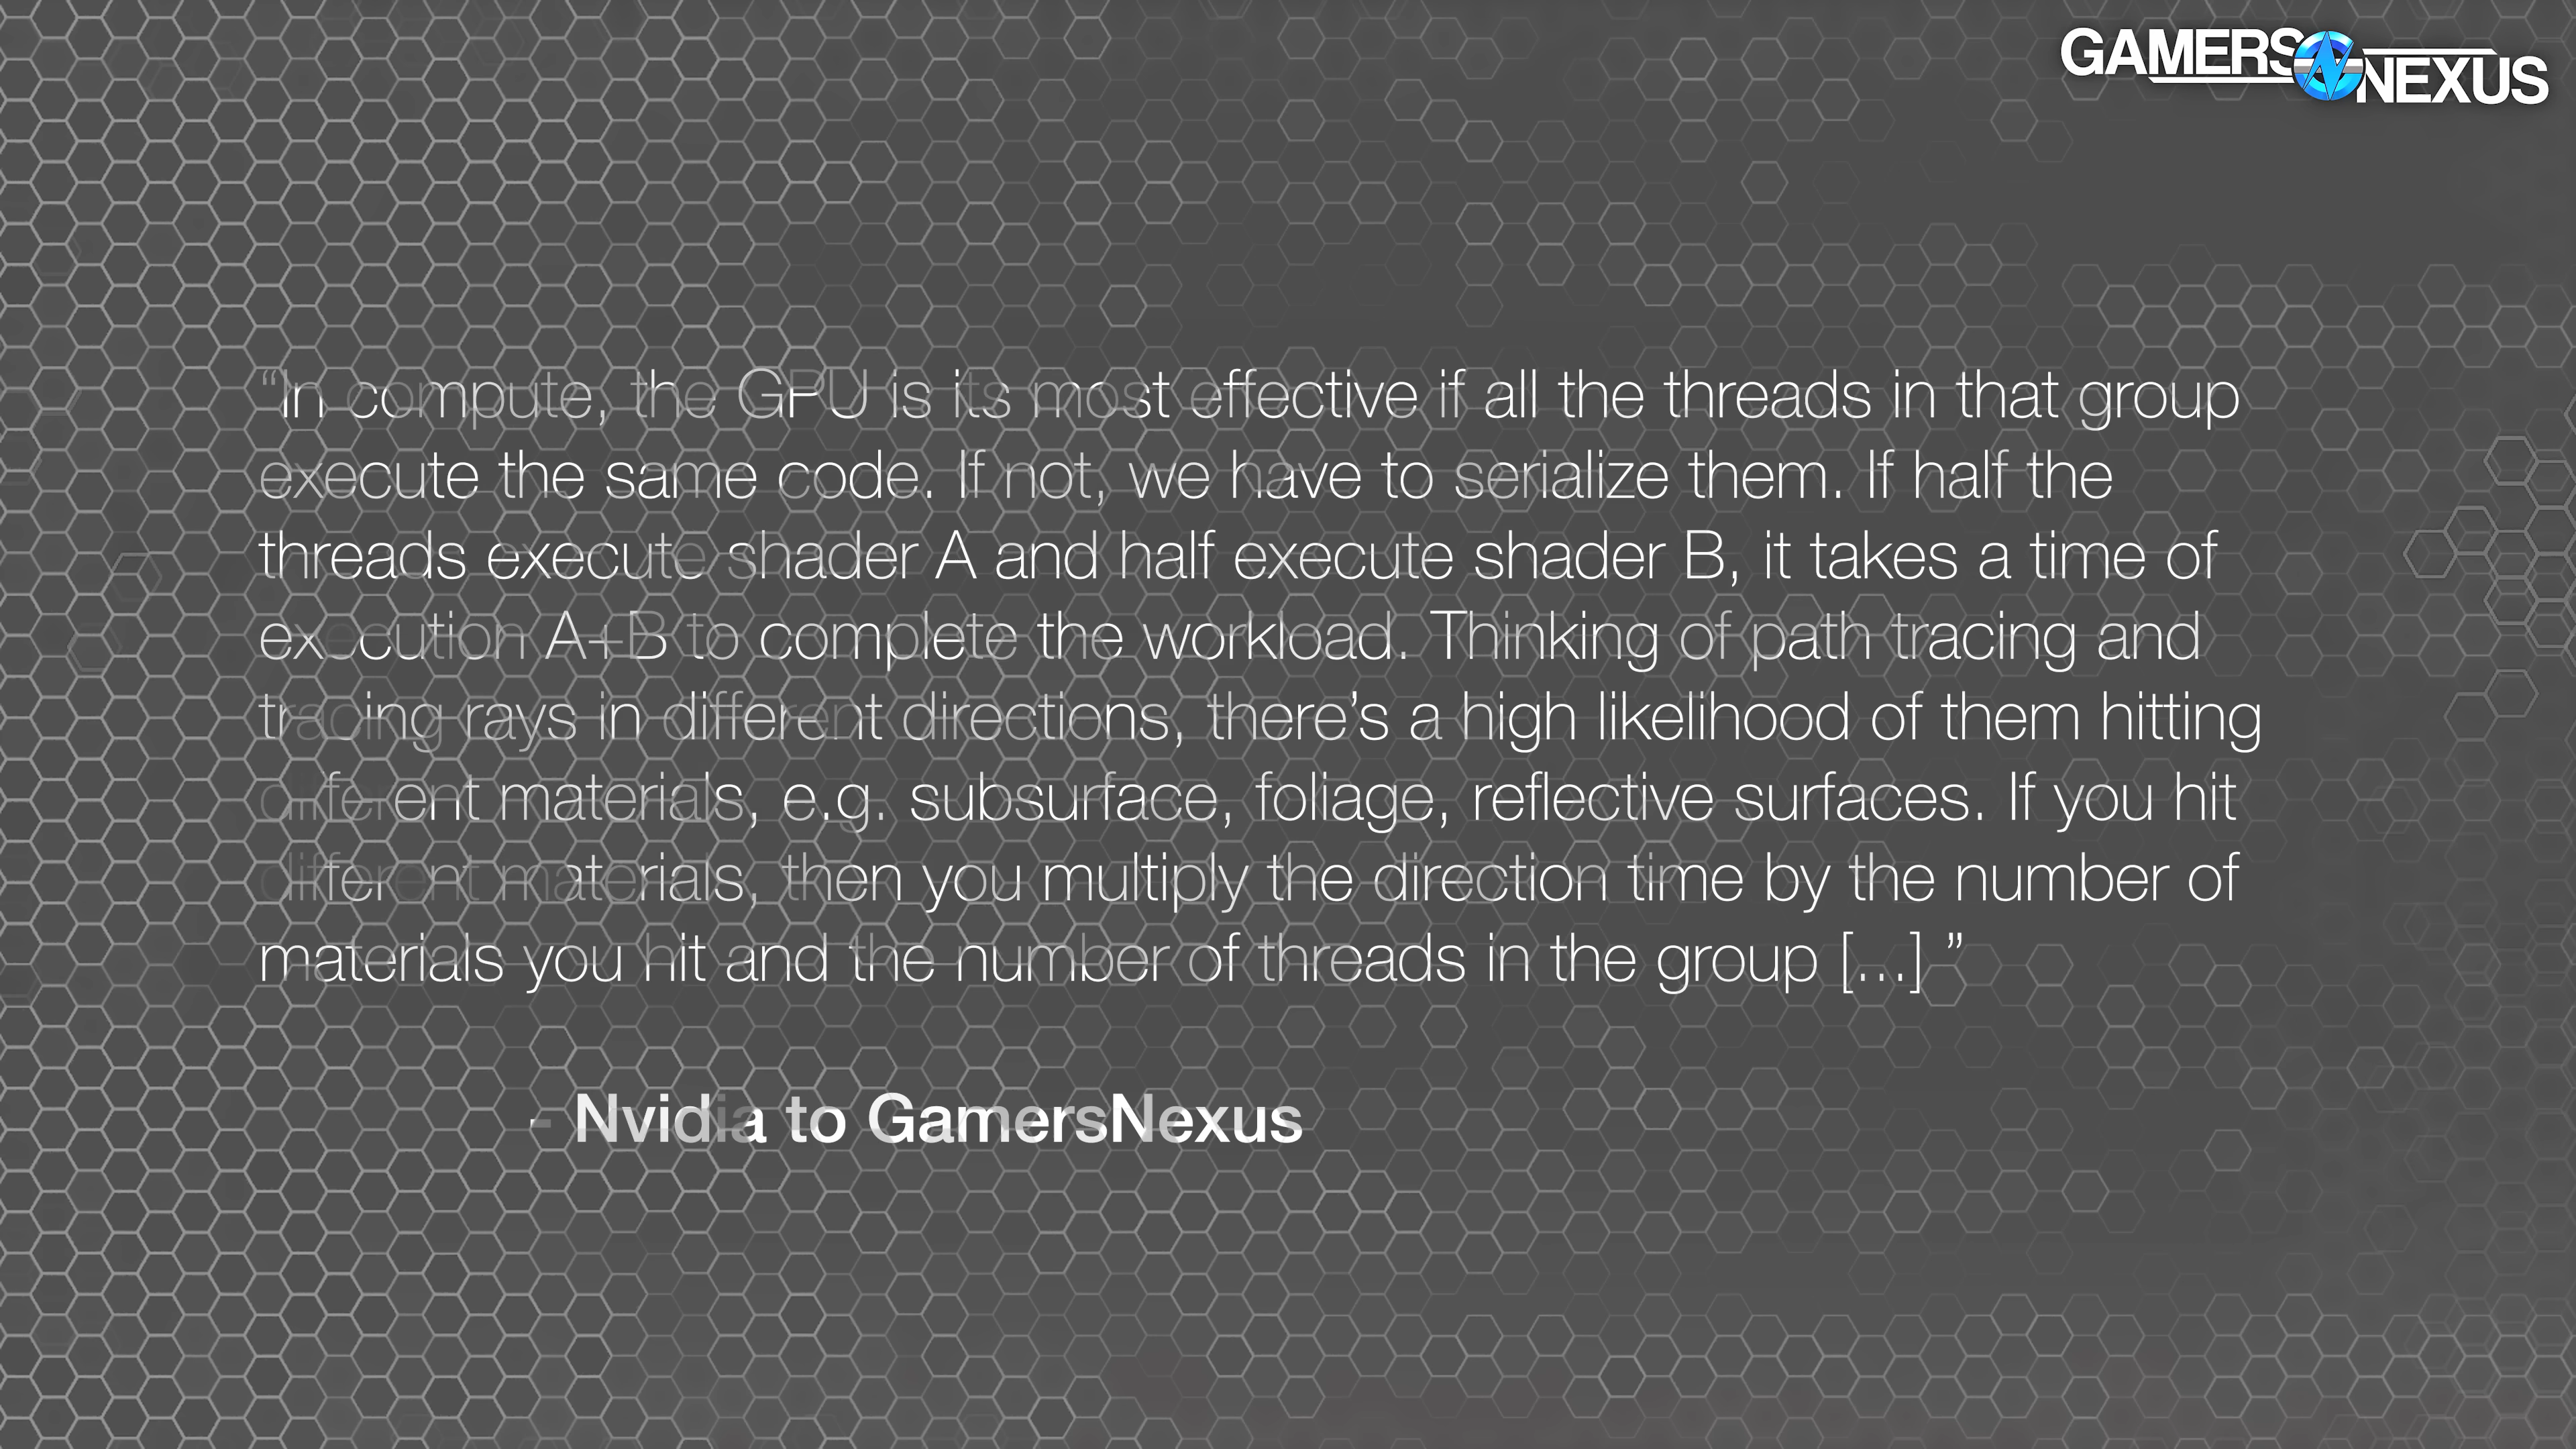 GAMERS NEXUS
“In compute, the GPU is its most effective if all the threads in that group
execute the same code. If not, we have to serialize them. If half the
threads execute shader A and half execute shader B, it takes a time of
execution A+B to complete the workload. Thinking of path tracing and
tracing rays in different directions, there’s a high likelihood of them hitting
different materials, e.g. subsurface, foliage, reflective surfaces. If you hit
different materials, then you multiply the direction time by the number of
materials you hit and the number of threads in the group [...] ”
- Nvidia to GamersNexus